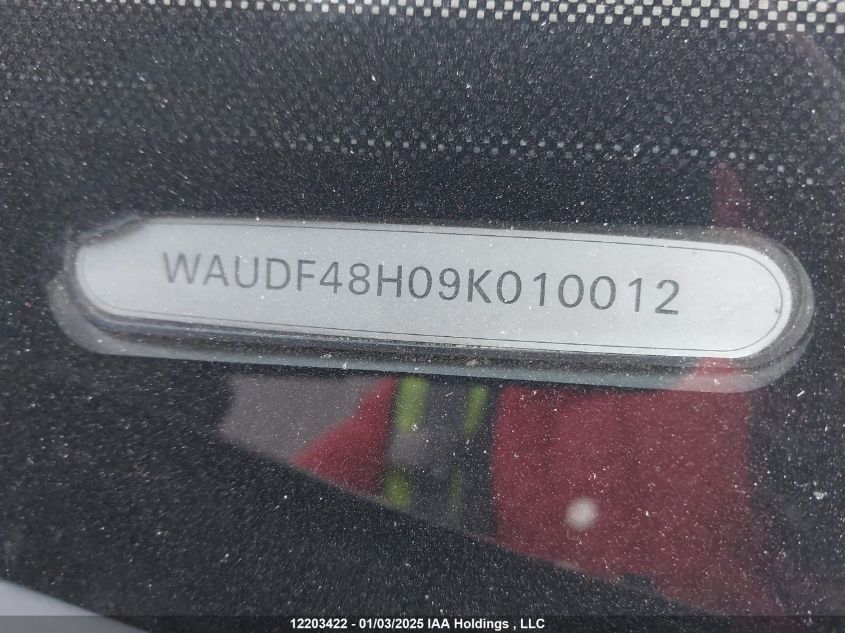 WAUDF48H09K010012
12203422 - 01/03/2025 IAA Holdings , LLC